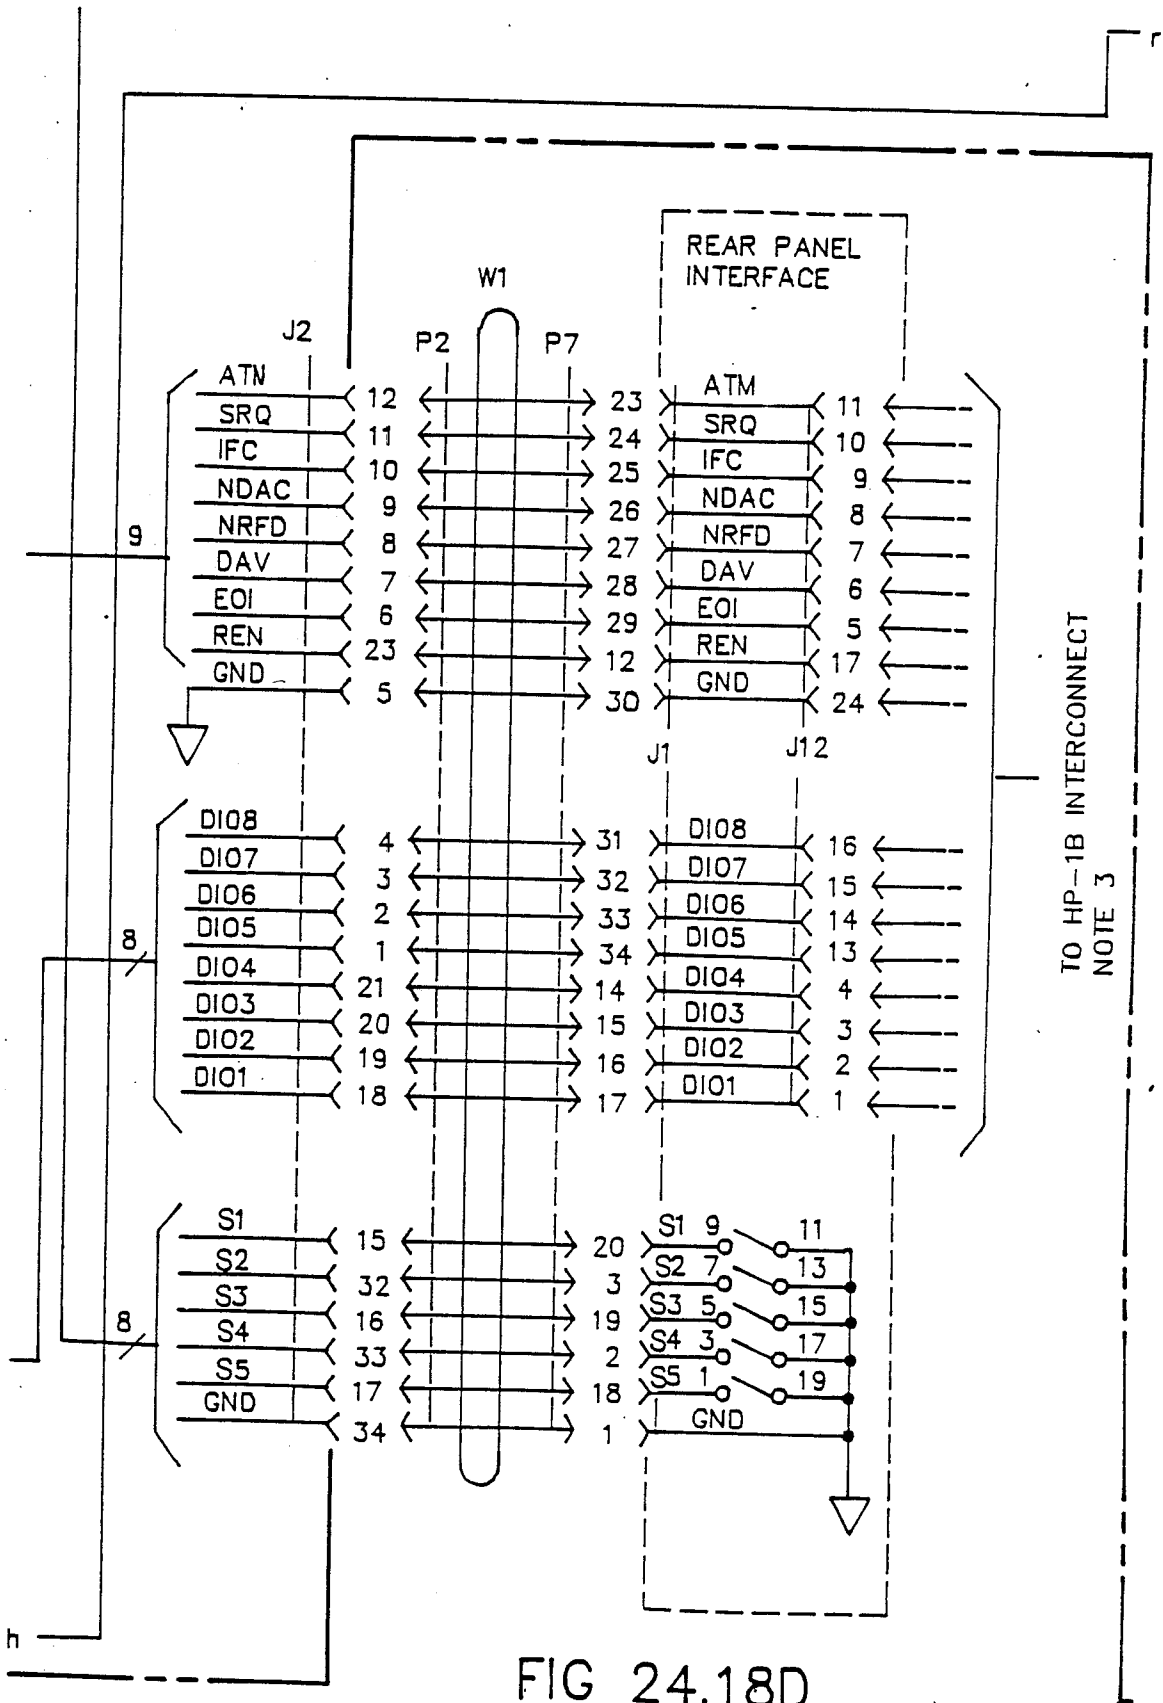 r
REAR PANEL
INTERFACE
W1
J2 P2 P7
ATN 12 23 ATM 11
SRQ 11 24 SRQ 10
IFC 10 25 IFC 9
NDAC 9 26 NDAC 8
9
NRFD 8 27 NRFD 7
DAV 7 28 DAV 6
EOI 6 29 EOI 5
REN 23 12 REN 17
GND 5 30 GND 24
J1 J12
TO HP-1B INTERCONNECT
NOTE 3
DIO8 4 31 DIO8 16
DIO7 3 32 DIO7 15
DIO6 2 33 DIO6 14
8
DIO5 1 34 DIO5 13
DIO4 21 14 DIO4 4
DIO3 20 15 DIO3 3
DIO2 19 16 DIO2 2
DIO1 18 17 DIO1 1
S1 15 20 S1 9 11
S2 32 3 S2 7 13
S3 16 19 S3 5 15
8
S4 33 2 S4 3 17
S5 17 18 S5 1 19
GND 34 1 GND
h
FIG 24.18D